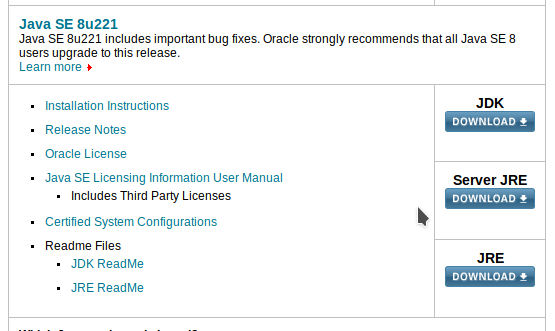 Java SE 8u221
Java SE 8u221 includes important bug fixes. Oracle strongly recommends that all Java SE 8
users upgrade to this release.
Learn more
Installation Instructions
Release Notes
Oracle License
Java SE Licensing Information User Manual
Includes Third Party Licenses
Certified System Configurations
Readme Files
JDK ReadMe
JRE ReadMe
JDK
DOWNLOAD
Server JRE
DOWNLOAD
JRE
DOWNLOAD